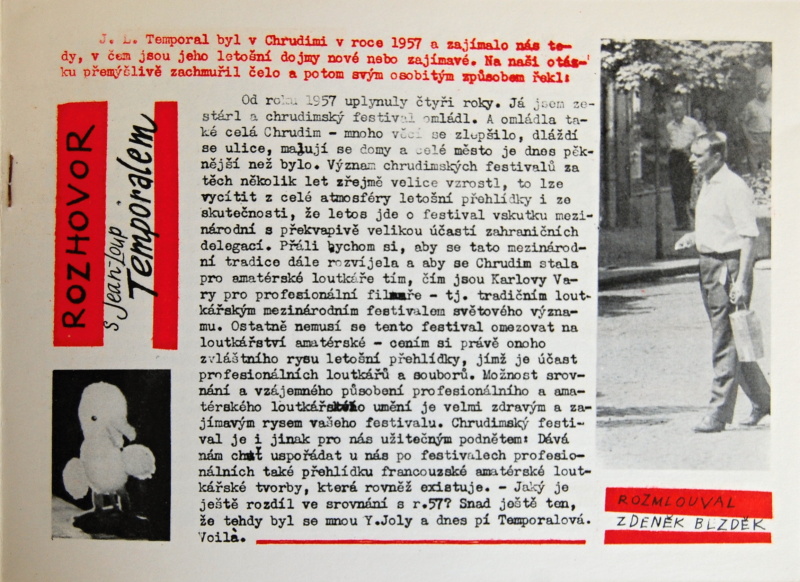 J. L. Temporal byl v Chrudimi v roce 1957 a zajímalo nás te-
dy, v čem jsou jeho letošní dojmy nové nebo zajímavé. Na naši otáz-
ku přemýšlivě zachmuřil čelo a potom svým osobitým způsobem řekl:
ROZHOVOR
s Jean-Loup
Temporalem
Od roku 1957 uplynuly čtyři roky. Já jsem ze-
stárl a chrudimský festival omládl. A omládla ta-
ké celá Chrudim - mnoho věcí se zlepšilo, dláždí
se ulice, malují se domy a celé město je dnes pěk-
nější než bylo. Význam chrudimských festivalů za
těch několik let zřejmě velice vzrostl, to lze
vycítit z celé atmosféry letošní přehlídky i ze
skutečnosti, že letos jde o festival vskutku mezi-
národní s překvapivě velikou účastí zahraničních
delegací. Přáli bychom si, aby se tato mezinárod-
ní tradice dále rozvíjela a aby se Chrudim stala
pro amatérské loutkáře tím, čím jsou Karlovy Va-
ry pro profesionální filmaře - tj. tradičním lout-
kářským mezinárodním festivalem světového význa-
mu. Ostatně nemusí se tento festival omezovat na
loutkářství amatérské - cením si právě onoho
zvláštního rysu letošní přehlídky, jímž je účast
profesionálních loutkářů a souborů. Možnost srov-
nání a vzájemného působení profesionálního a ama-
térského loutkářského umění je velmi zdravým a za-
jímavým rysem vašeho festivalu. Chrudimský festi-
val je i jinak pro nás užitečným podnětem: Dává
nám chuť uspořádat u nás po festivalech profesio-
nálních také přehlídku francouzské amatérské lout-
kářské tvorby, která rovněž existuje. - Jaký je
ještě rozdíl ve srovnání s r.57? Snad ještě ten,
že tehdy byl se mnou Y.Joly a dnes pí Temporalová.
Voilà.
ROZMLOUVAL
ZDENĚK BEZDĚK